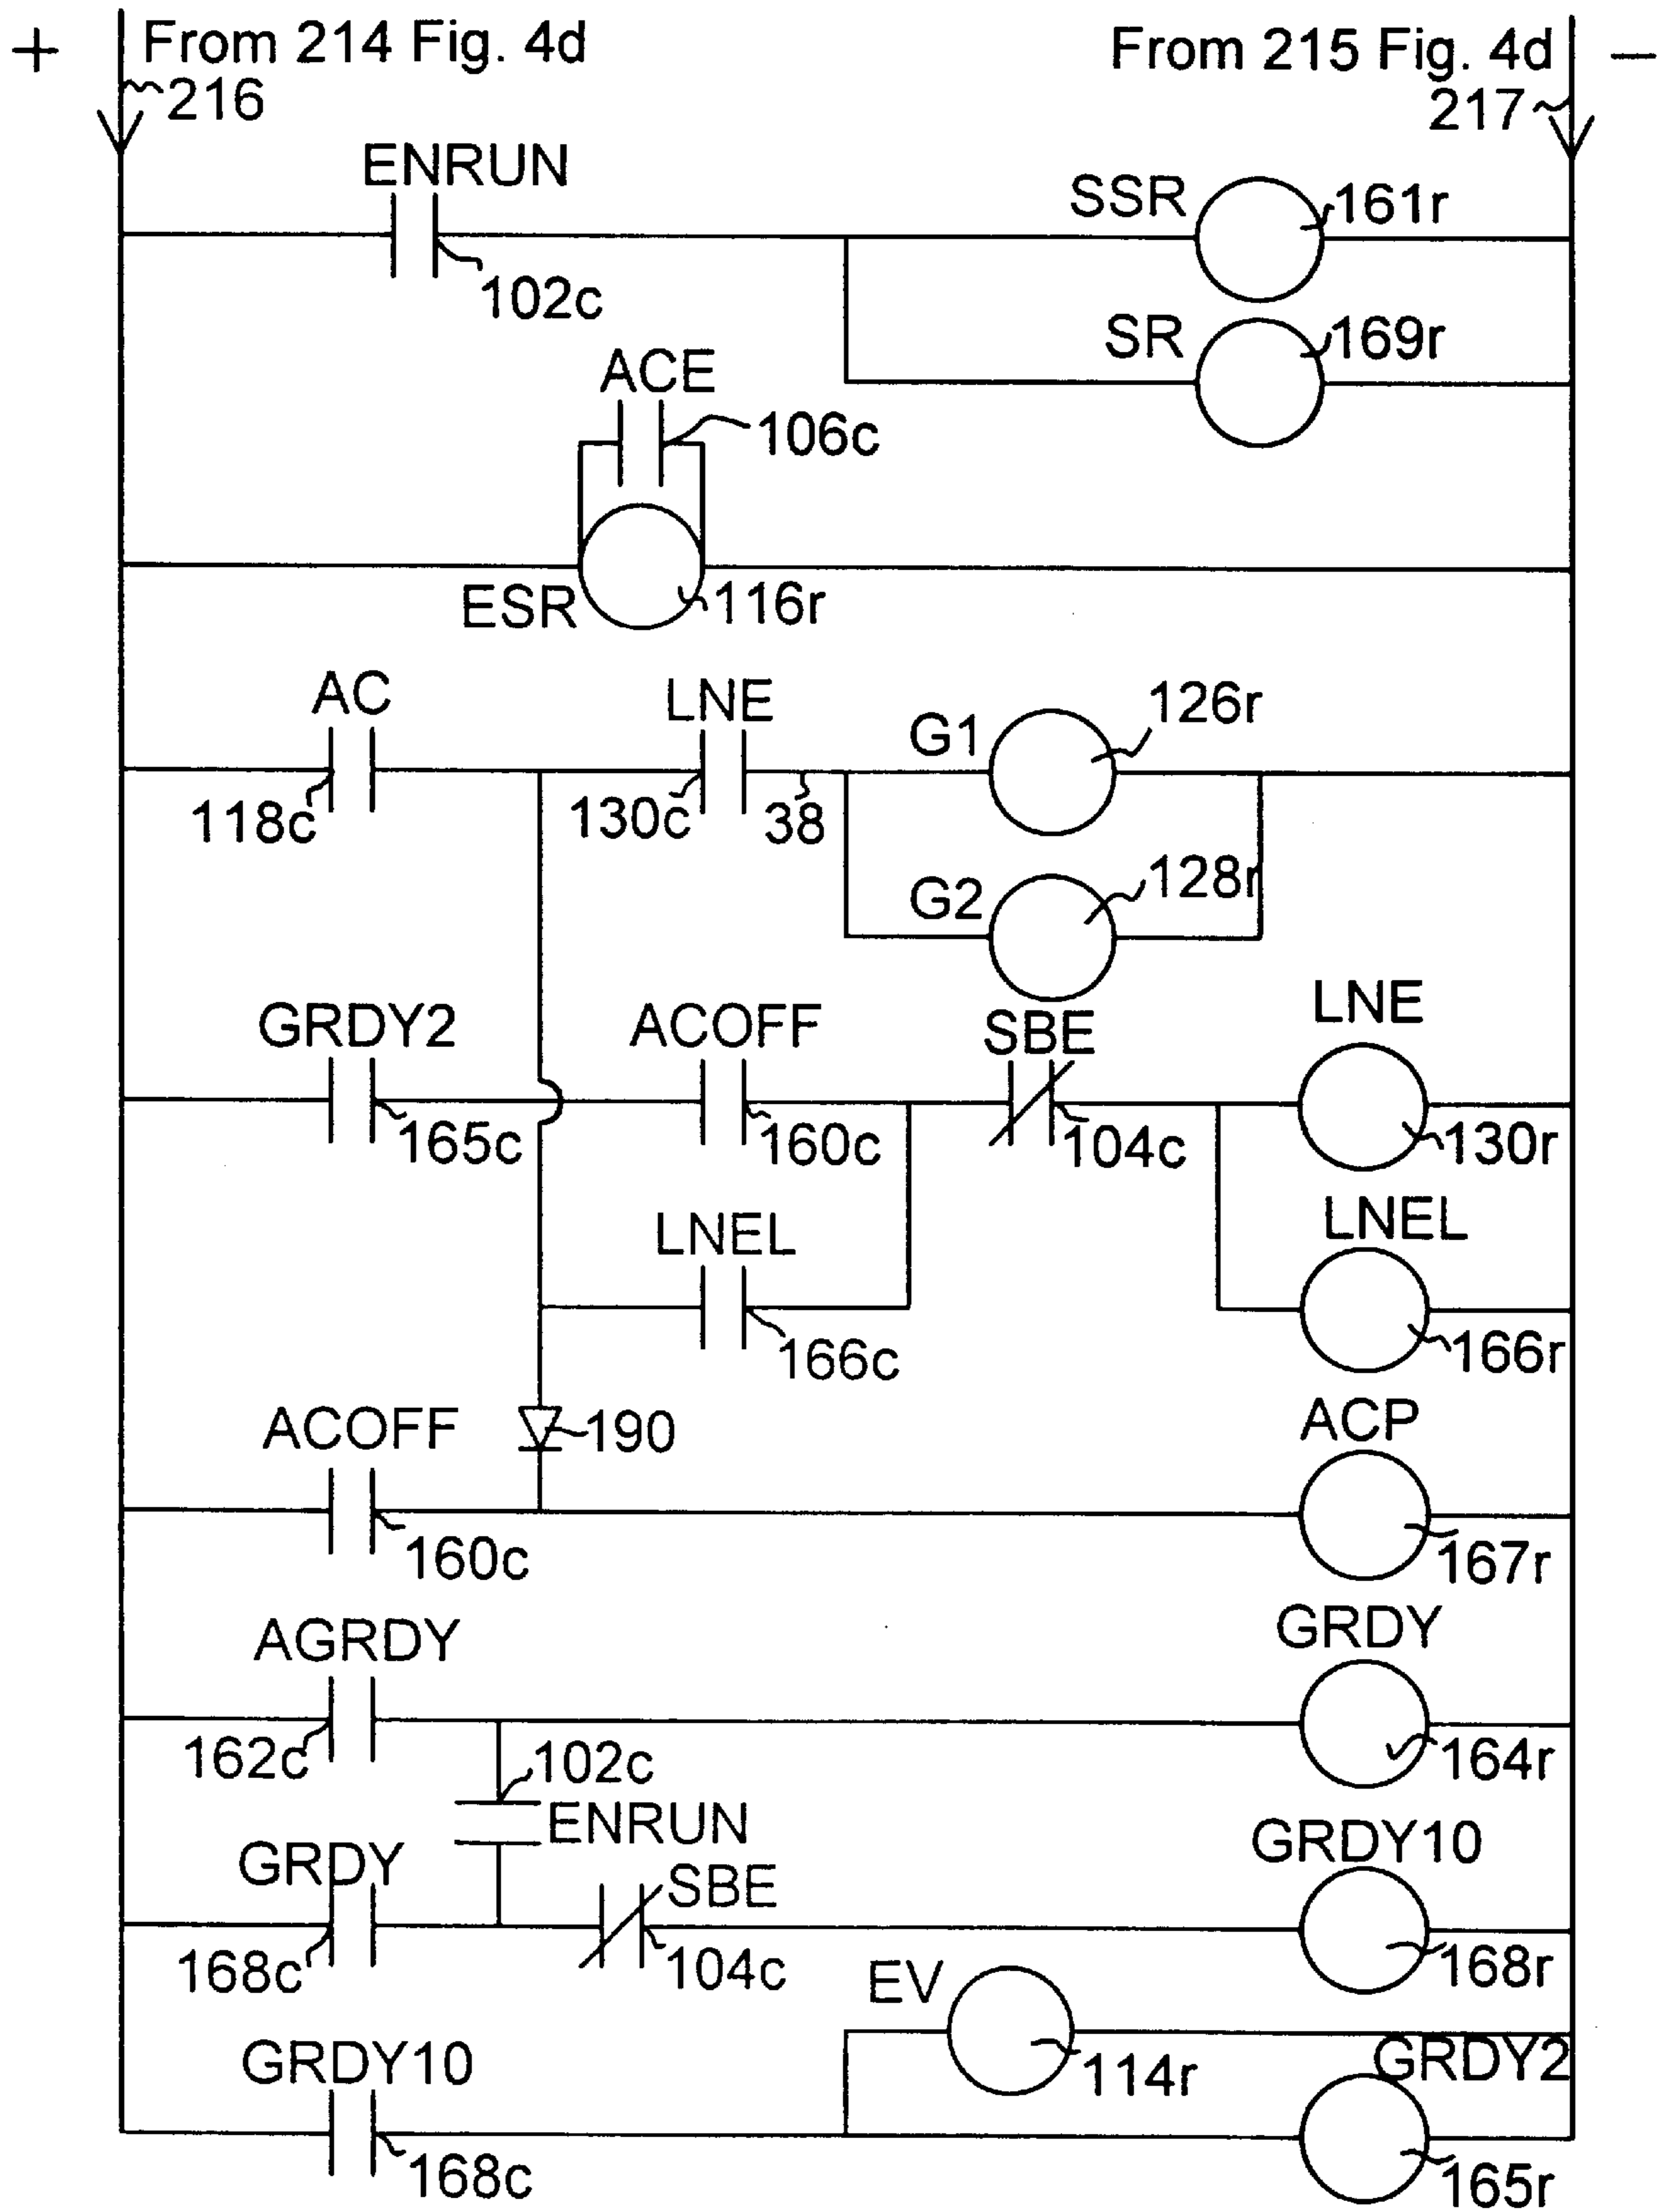 + From 214 Fig. 4d From 215 Fig. 4d −
216 217
ENRUN SSR 161r
102c
SR 169r
ACE
106c
ESR 116r
AC LNE G1 126r
118c 130c 38
G2 128r
GRDY2 ACOFF SBE LNE
165c 160c 104c 130r
LNEL LNEL
166c 166r
ACOFF 190 ACP
160c 167r
AGRDY GRDY
162c 102c 164r
ENRUN
GRDY SBE GRDY10
168c 104c 168r
EV
114r
GRDY10 GRDY2
168c 165r